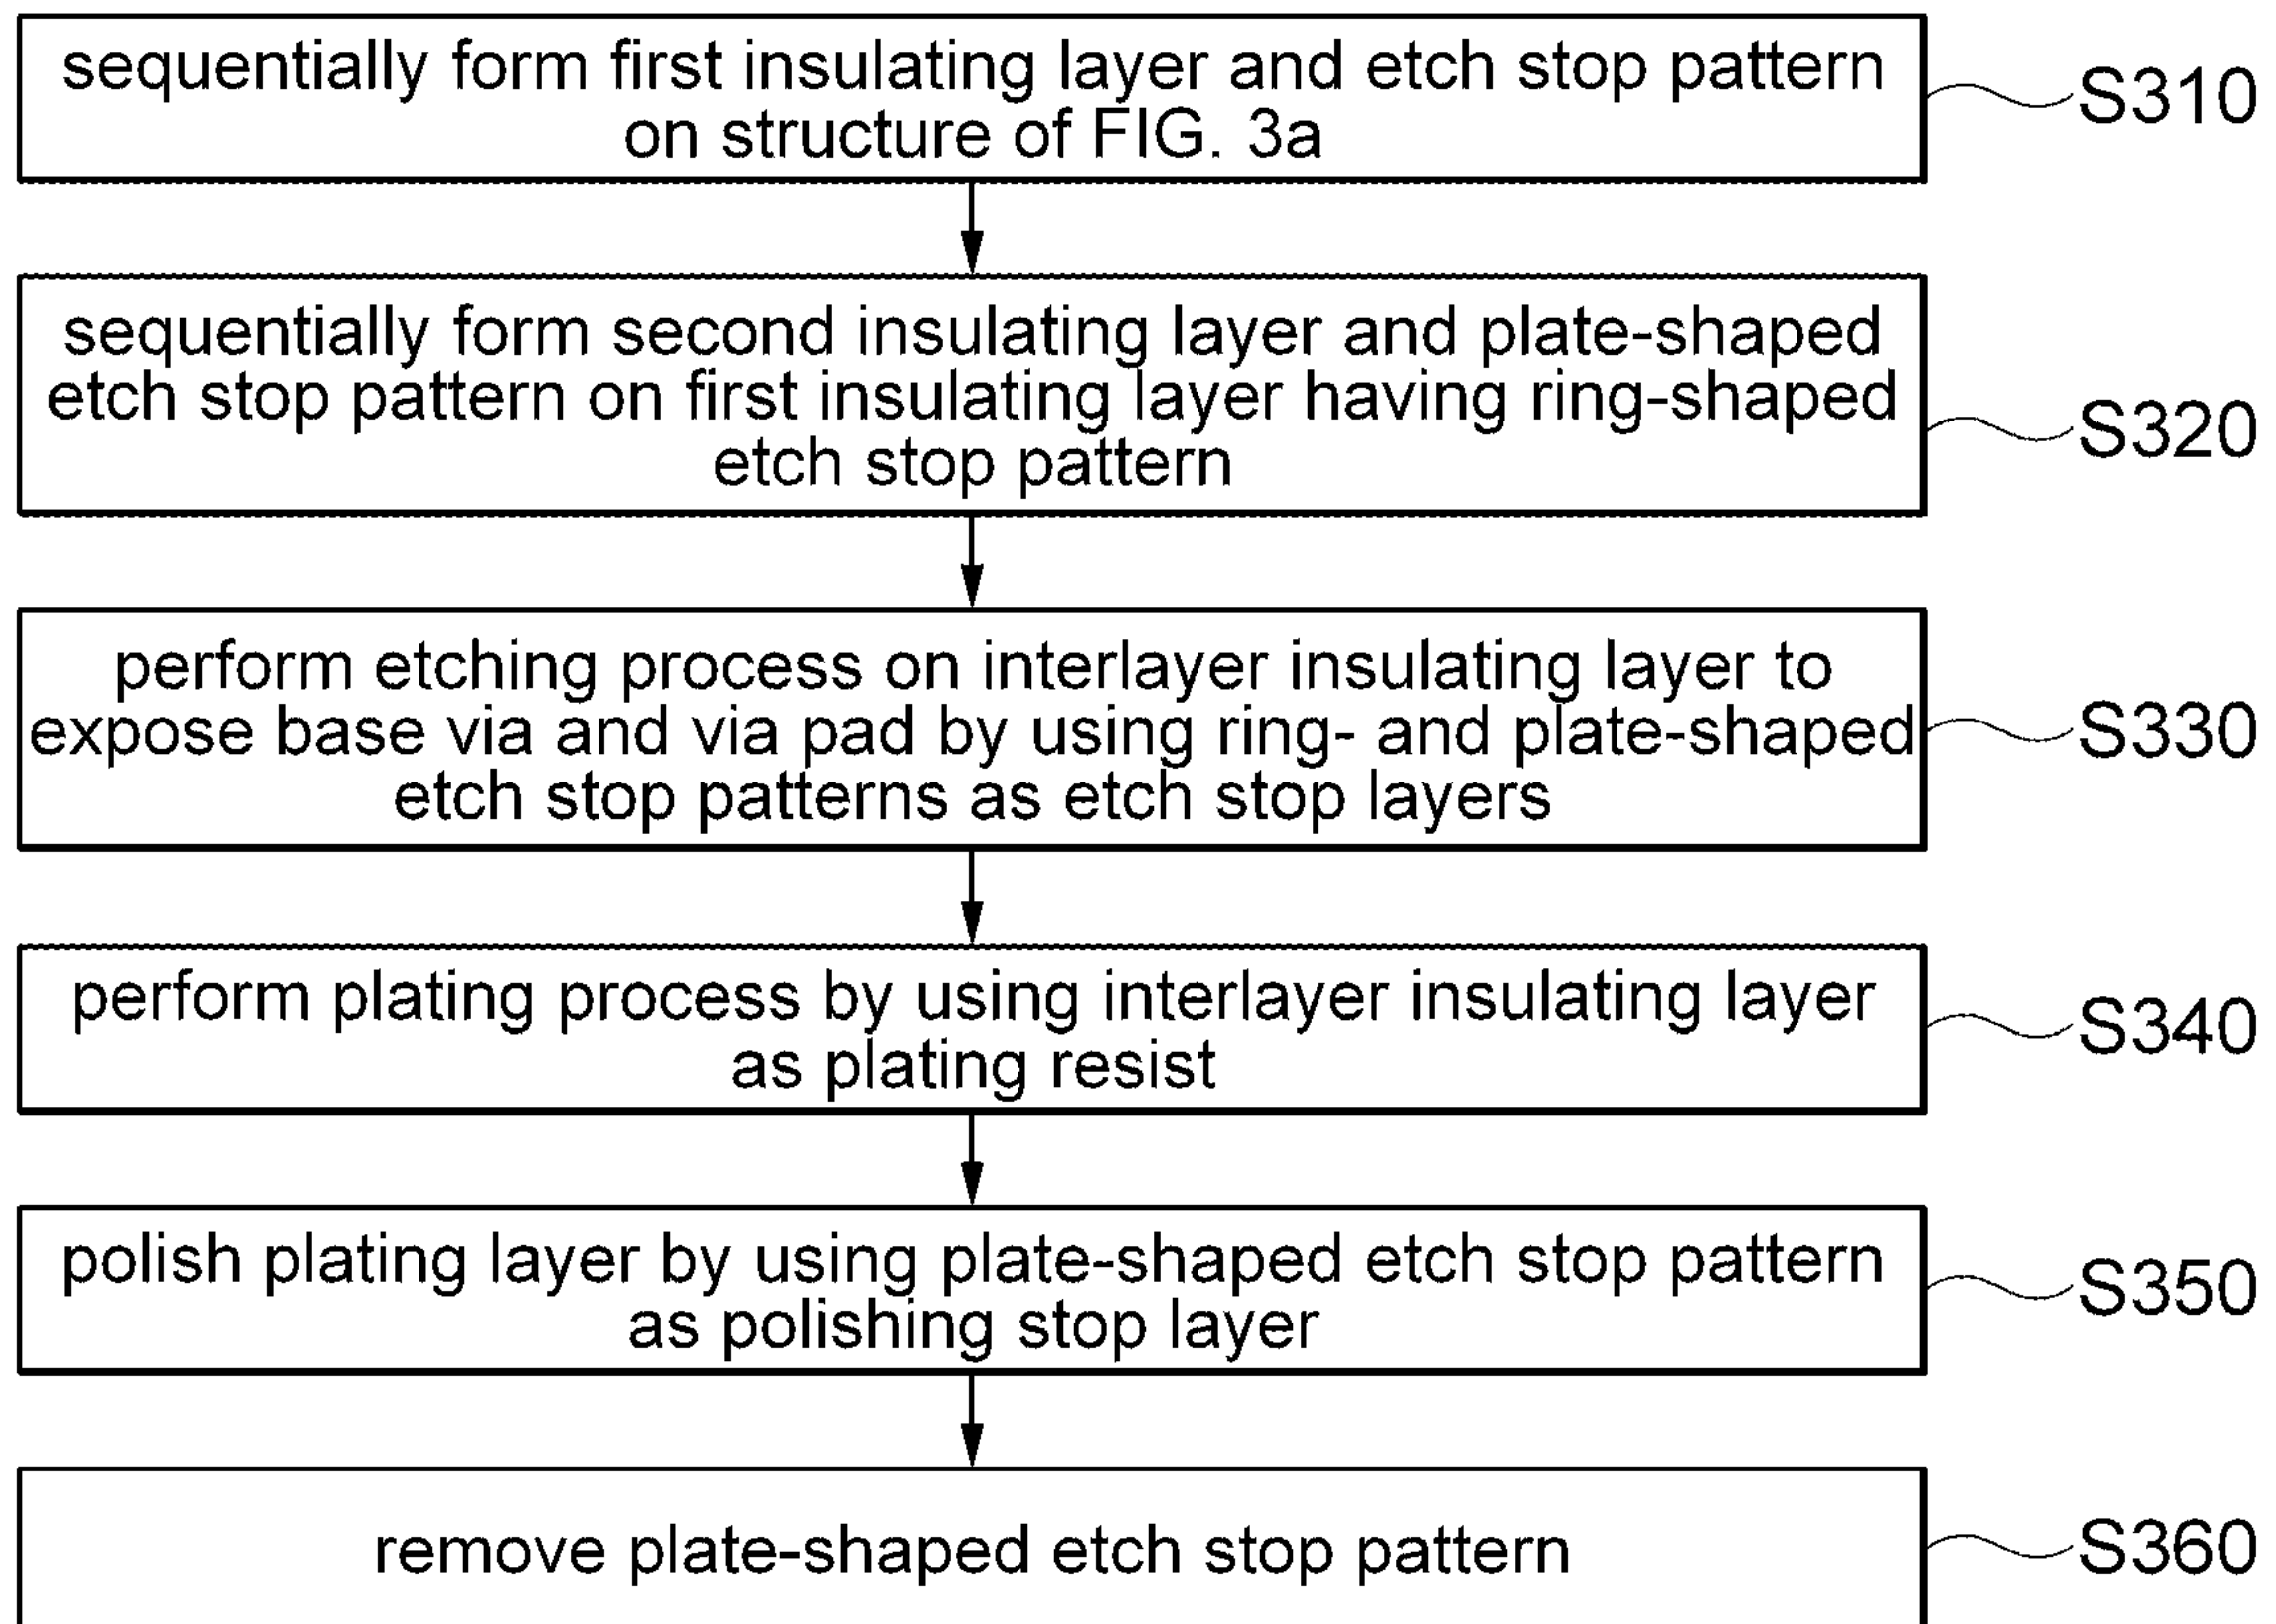 sequentially form first insulating layer and etch stop pattern
on structure of FIG. 3a
S310
sequentially form second insulating layer and plate-shaped
etch stop pattern on first insulating layer having ring-shaped
etch stop pattern
S320
perform etching process on interlayer insulating layer to
expose base via and via pad by using ring- and plate-shaped
etch stop patterns as etch stop layers
S330
perform plating process by using interlayer insulating layer
as plating resist
S340
polish plating layer by using plate-shaped etch stop pattern
as polishing stop layer
S350
remove plate-shaped etch stop pattern
S360